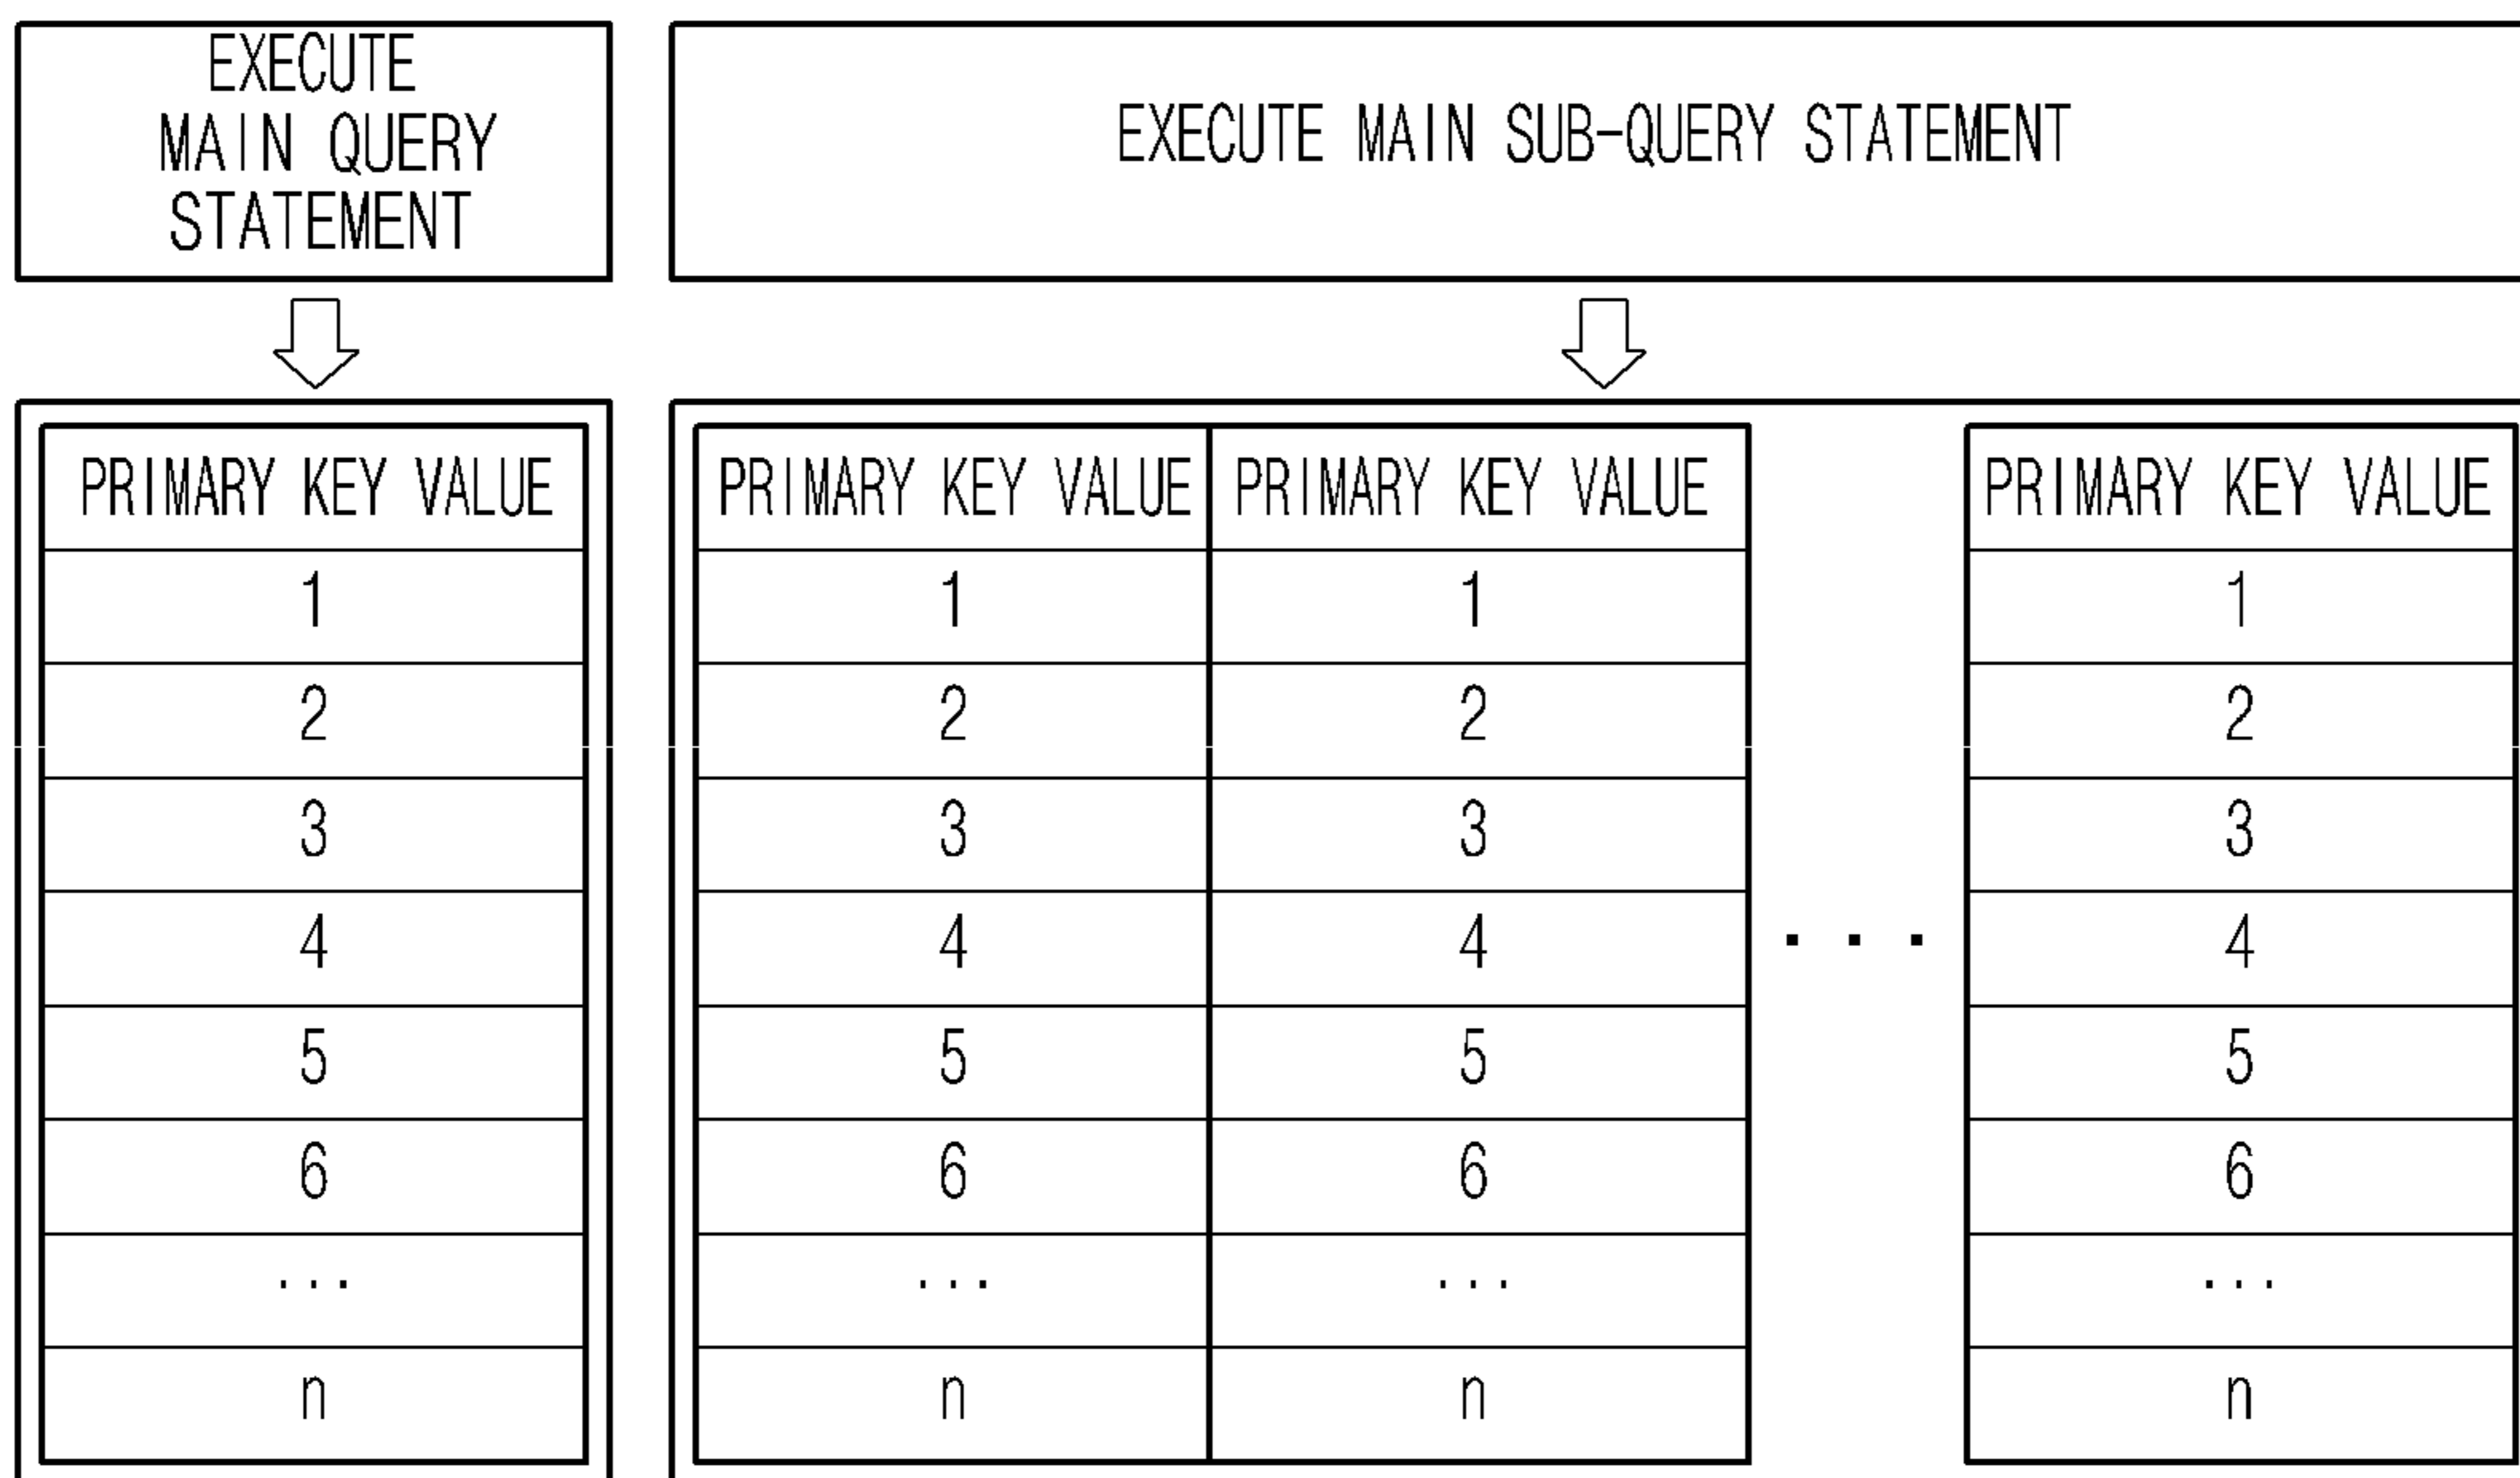 EXECUTE
MAIN QUERY
STATEMENT
EXECUTE MAIN SUB-QUERY STATEMENT
PRIMARY KEY VALUE PRIMARY KEY VALUE PRIMARY KEY VALUE PRIMARY KEY VALUE
1 1 1 1
2 2 2 2
3 3 3 3
4 4 4 ... 4
5 5 5 5
6 6 6 6
... ... ... ...
n n n n